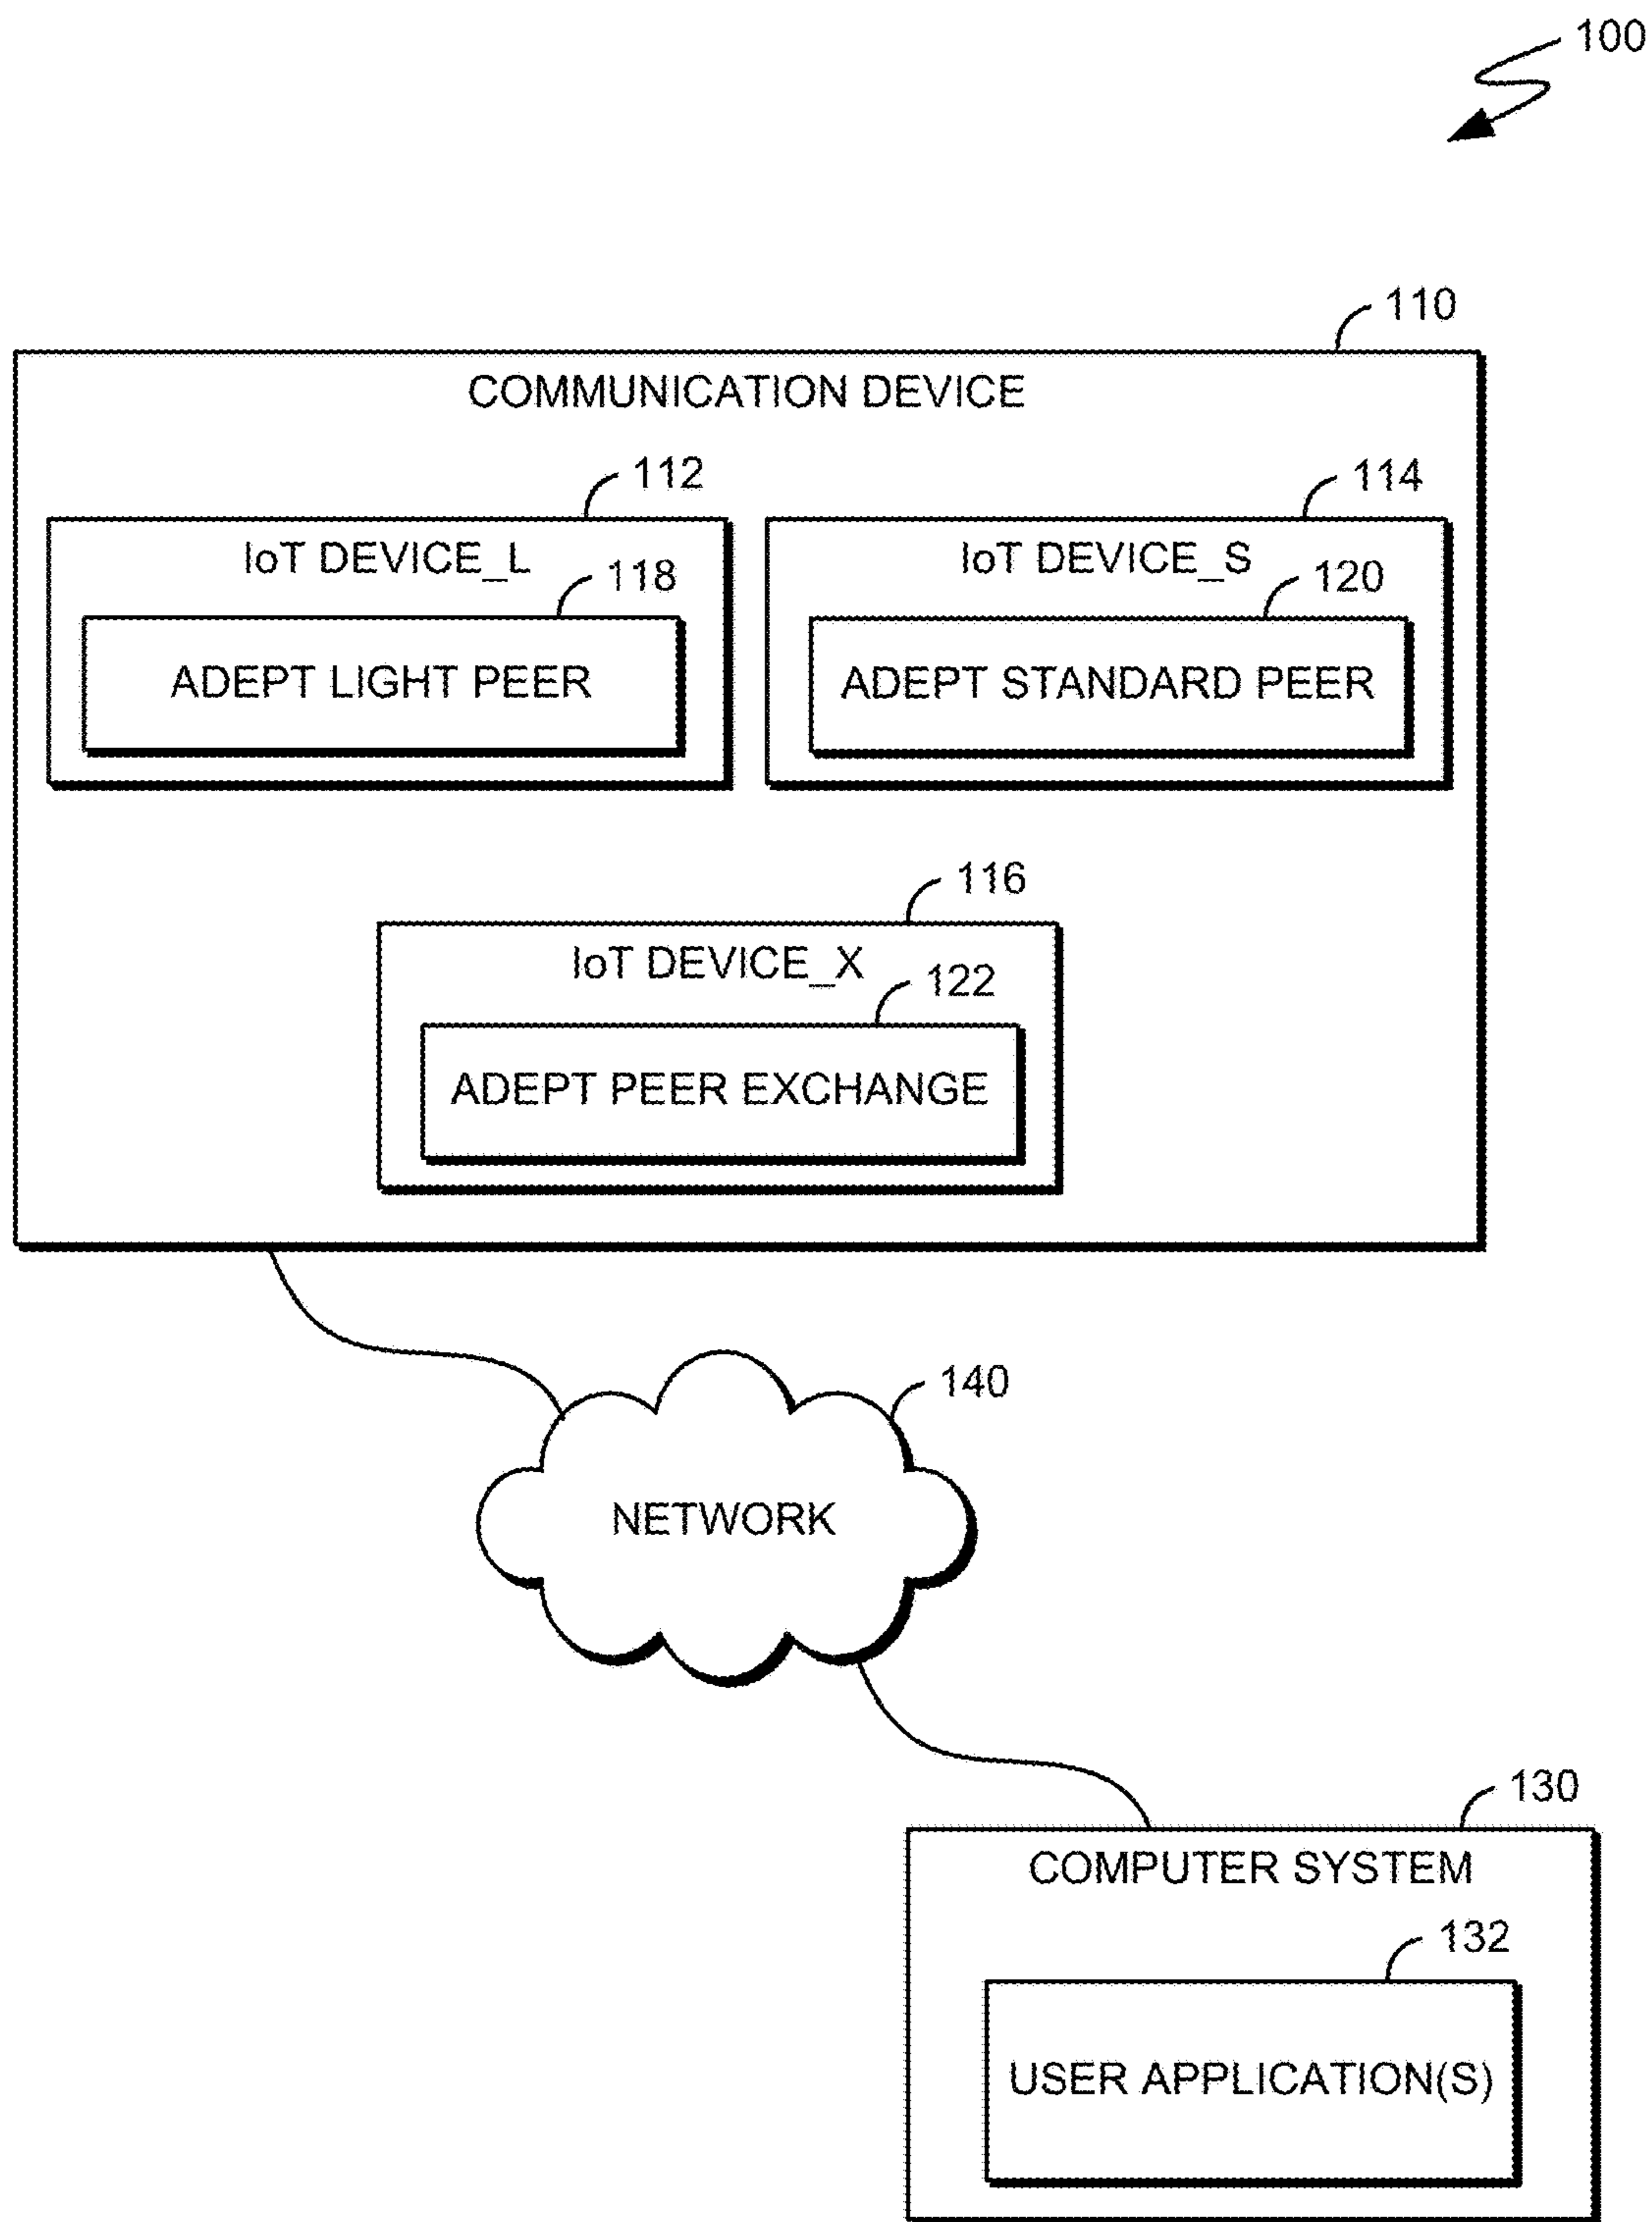 100
110
COMMUNICATION DEVICE
112
114
IoT DEVICE_L
IoT DEVICE_S
118
120
ADEPT LIGHT PEER
ADEPT STANDARD PEER
116
IoT DEVICE_X
122
ADEPT PEER EXCHANGE
140
NETWORK
130
COMPUTER SYSTEM
132
USER APPLICATION(S)